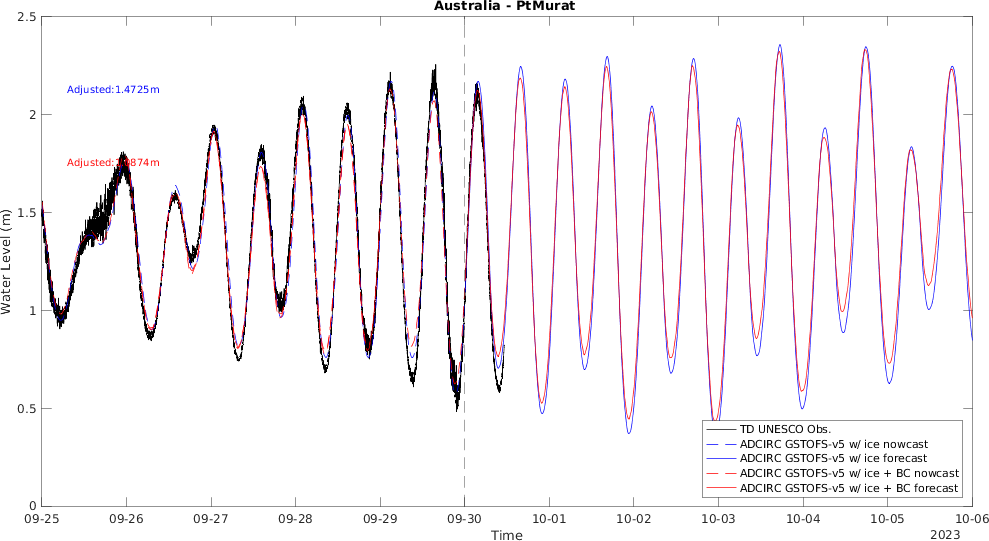 Australia - PtMurat
2.5
2
1.5
1
0.5
0
Water Level (m)
Adjusted:1.4725m
TD UNESCO Obs.
ADCIRC GSTOFS-v5 w/ ice nowcast
ADCIRC GSTOFS-v5 w/ ice forecast
ADCIRC GSTOFS-v5 w/ ice + BC nowcast
ADCIRC GSTOFS-v5 w/ ice + BC forecast
09-25 09-26 09-27 09-28 09-29 09-30 10-01 10-02 10-03 10-04 10-05 10-06
Time
2023